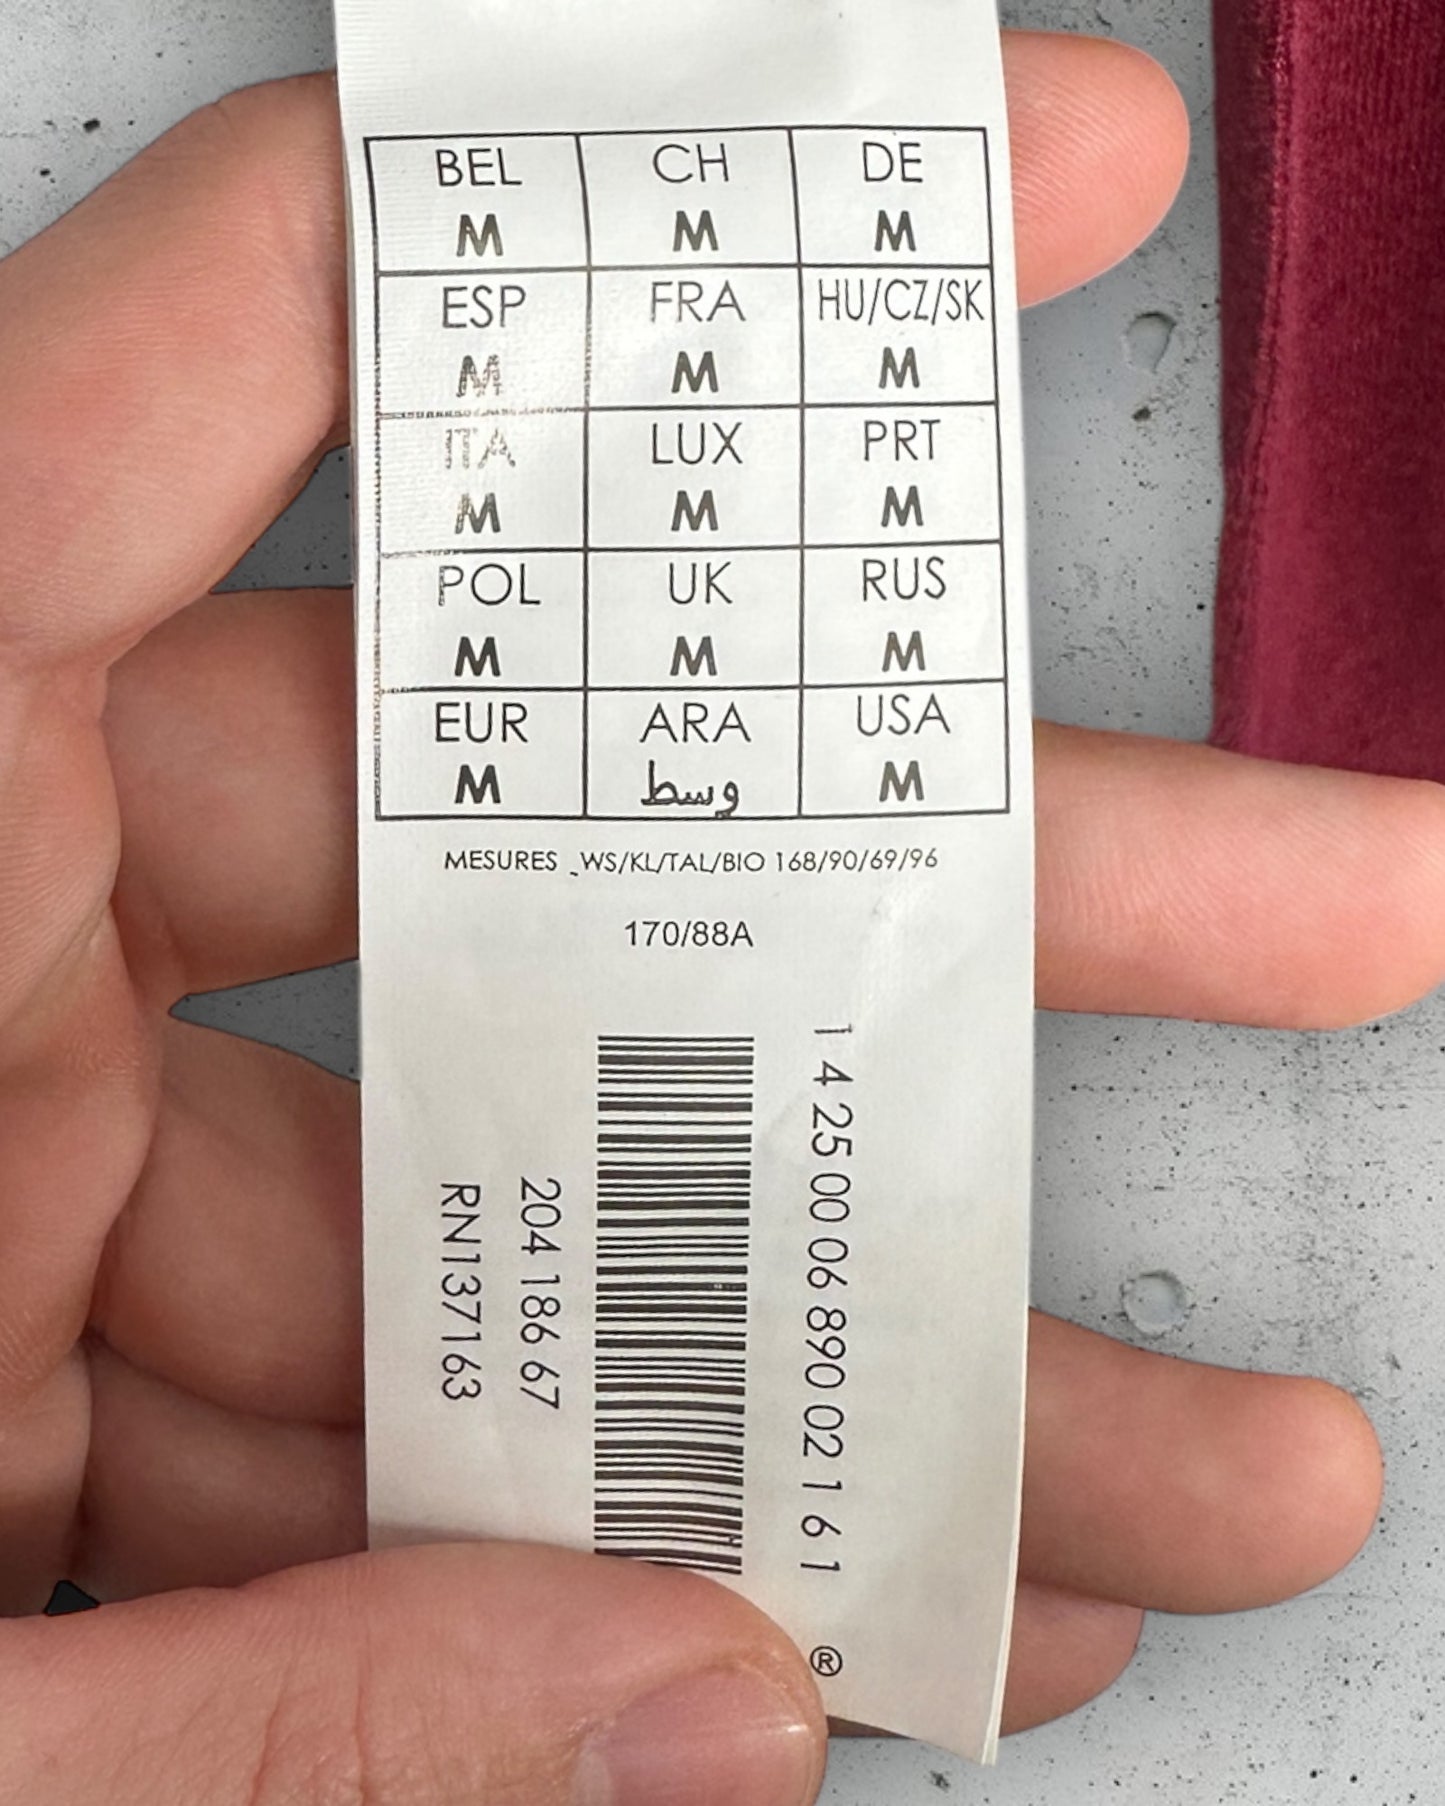 BEL CH DE
M M M
ESP FRA HU/CZ/SK
M M M
ITA LUX PRT
M M M
POL UK RUS
M M M
EUR ARA USA
M وسط M
MESURES _WS/KL/TAL/BIO 168/90/69/96
170/88A
1 4 25 00 06 890 02 1 6 1
204 186 67
RN137163
®